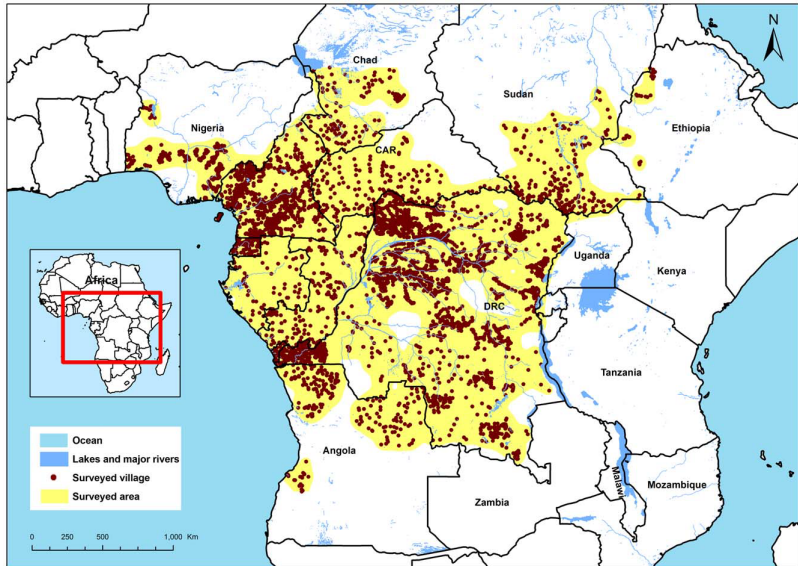 N
Chad
Sudan
Nigeria
Ethiopia
CAR
Uganda
Kenya
Africa
DRC
Tanzania
Ocean
Lakes and major rivers
Surveyed village
Surveyed area
Angola
Malawi
Mozambique
Zambia
0 500 1,000 Km